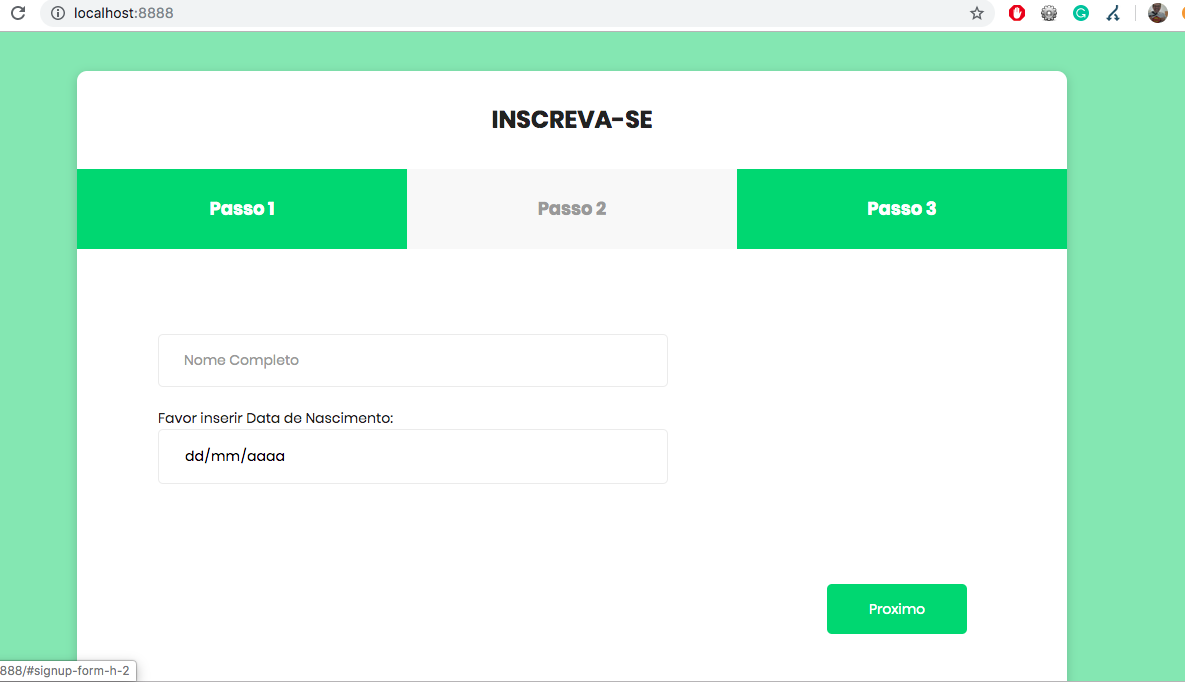 localhost:8888
INSCREVA-SE
Passo 1
Passo 2
Passo 3
Nome Completo
Favor inserir Data de Nascimento:
dd/mm/aaaa
Proximo
888/#signup-form-h-2